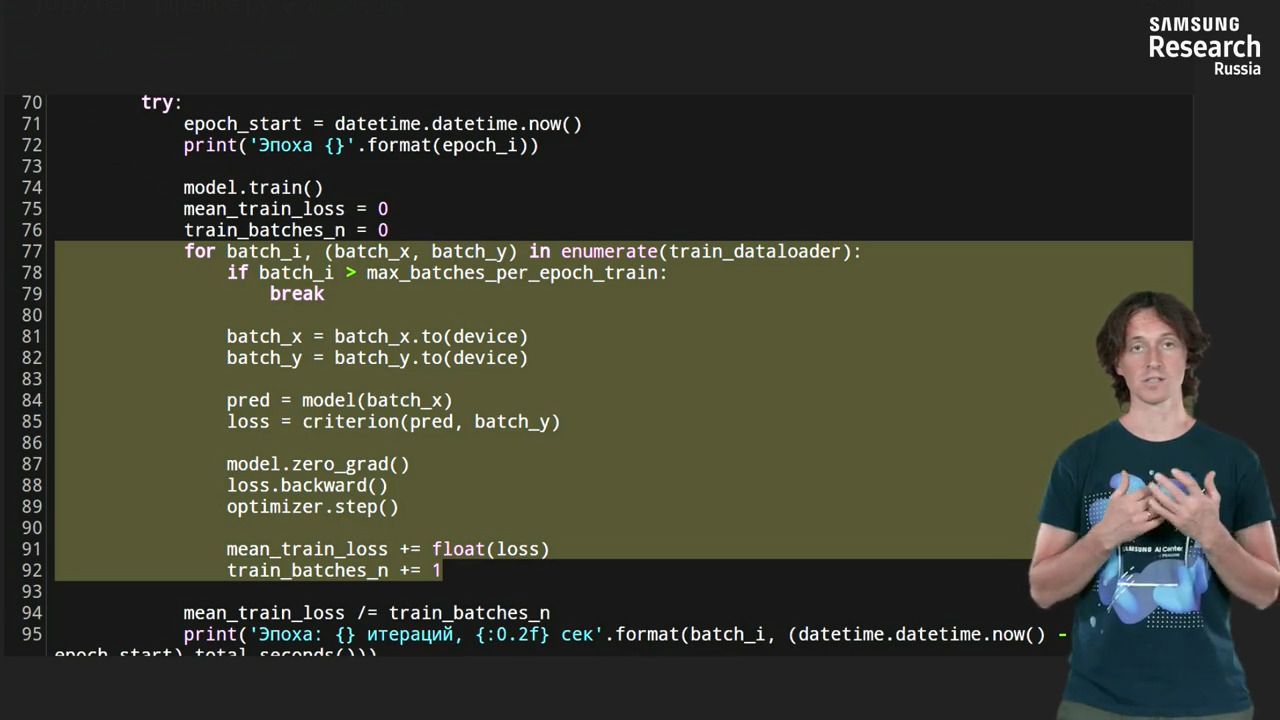 SAMSUNG
Research
Russia
70 try:
71 epoch_start = datetime.datetime.now()
72 print('Эпоха {}'.format(epoch_i))
73
74 model.train()
75 mean_train_loss = 0
76 train_batches_n = 0
77 for batch_i, (batch_x, batch_y) in enumerate(train_dataloader):
78 if batch_i > max_batches_per_epoch_train:
79 break
80
81 batch_x = batch_x.to(device)
82 batch_y = batch_y.to(device)
83
84 pred = model(batch_x)
85 loss = criterion(pred, batch_y)
86
87 model.zero_grad()
88 loss.backward()
89 optimizer.step()
90
91 mean_train_loss += float(loss)
92 train_batches_n += 1
93
94 mean_train_loss /= train_batches_n
95 print('Эпоха: {} итераций, {:0.2f} сек'.format(batch_i, (datetime.datetime.now() -
epoch_start).total_seconds()))
SAMSUNG AI Center